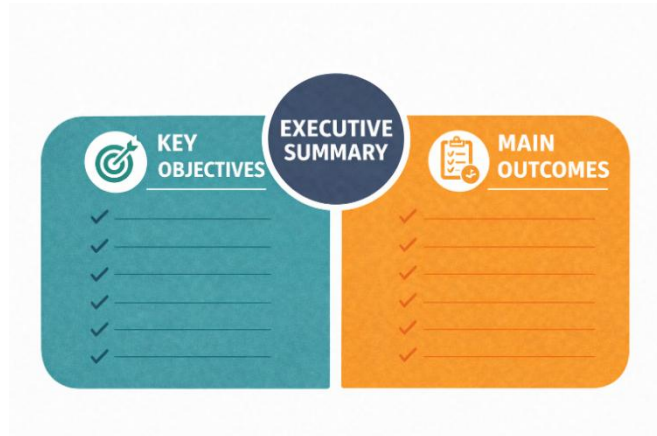 EXECUTIVE
SUMMARY
KEY
OBJECTIVES
MAIN
OUTCOMES